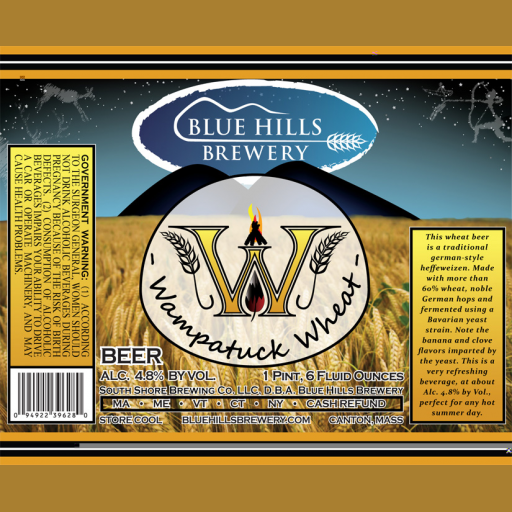 BLUE HILLS
BREWERY
GOVERNMENT WARNING: (1) ACCORDING
TO THE SURGEON GENERAL, WOMEN SHOULD
NOT DRINK ALCOHOLIC BEVERAGES DURING
PREGNANCY BECAUSE OF THE RISK OF BIRTH
DEFECTS. (2) CONSUMPTION OF ALCOHOLIC
BEVERAGES IMPAIRS YOUR ABILITY TO DRIVE
A CAR OR OPERATE MACHINERY, AND MAY
CAUSE HEALTH PROBLEMS.
W
- Wampatuck Wheat -
This wheat beer
is a traditional
german-style
hefeweizen. Made
with more than
60% wheat, noble
German hops and
fermented using a
Bavarian yeast
strain. Note the
banana and clove
flavors imparted by
the yeast. This is a
very refreshing
beverage, at about
Alc. 4.8% by Vol.,
perfect for any hot
summer day.
BEER
ALC. 4.8% BY VOL. 1 PINT, 6 FLUID OUNCES
SOUTH SHORE BREWING CO. LLC, D.B.A. BLUE HILLS BREWERY
MA • ME • VT • CT • NY • CASH REFUND
STORE COOL BLUEHILLSBREWERY.COM CANTON, MASS
0 94922 39628 0